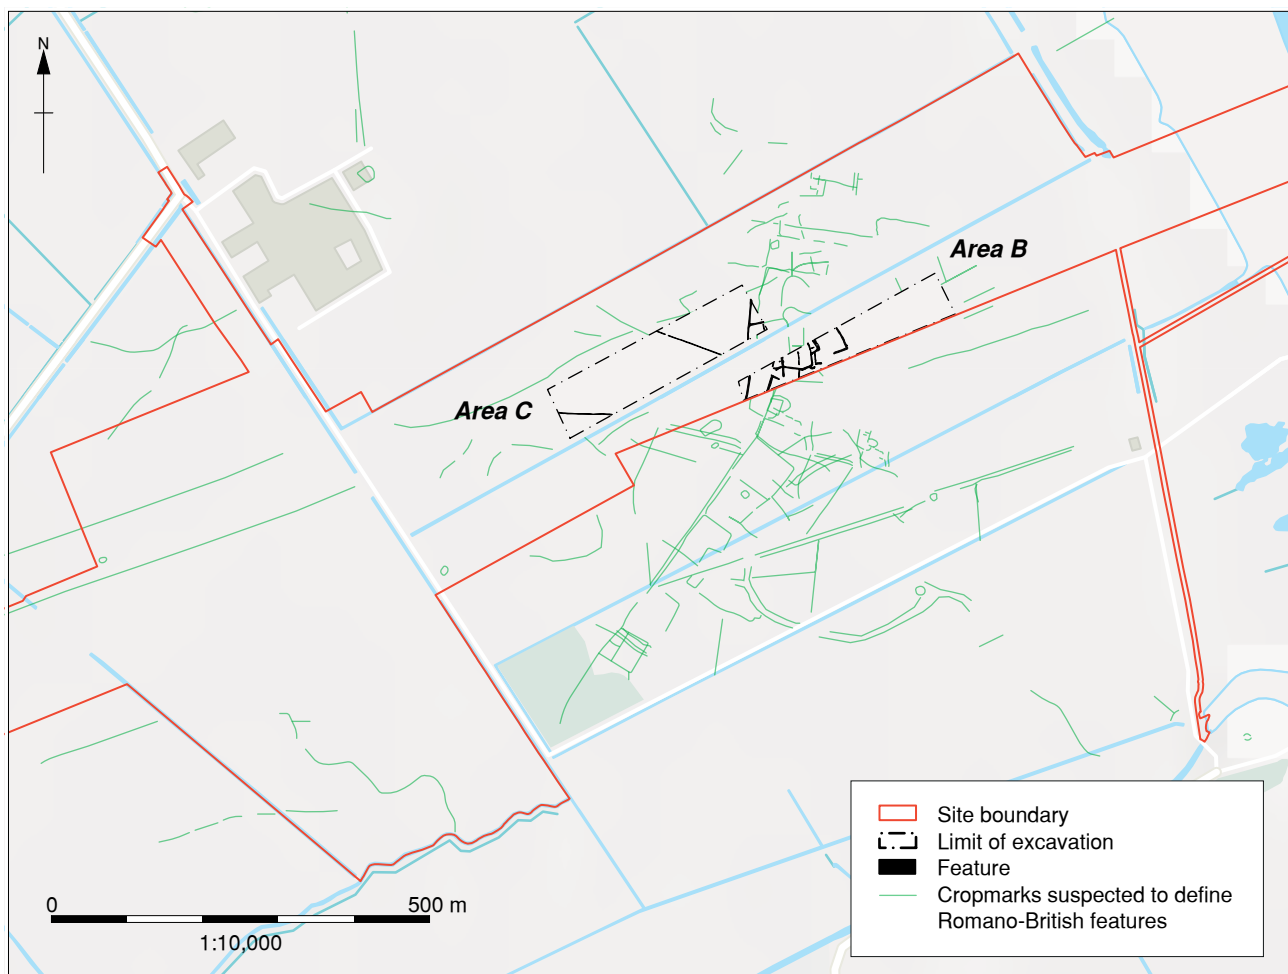 N
Area B
Area C
Site boundary
Limit of excavation
Feature
Cropmarks suspected to define
Romano-British features
0 500 m
1:10,000